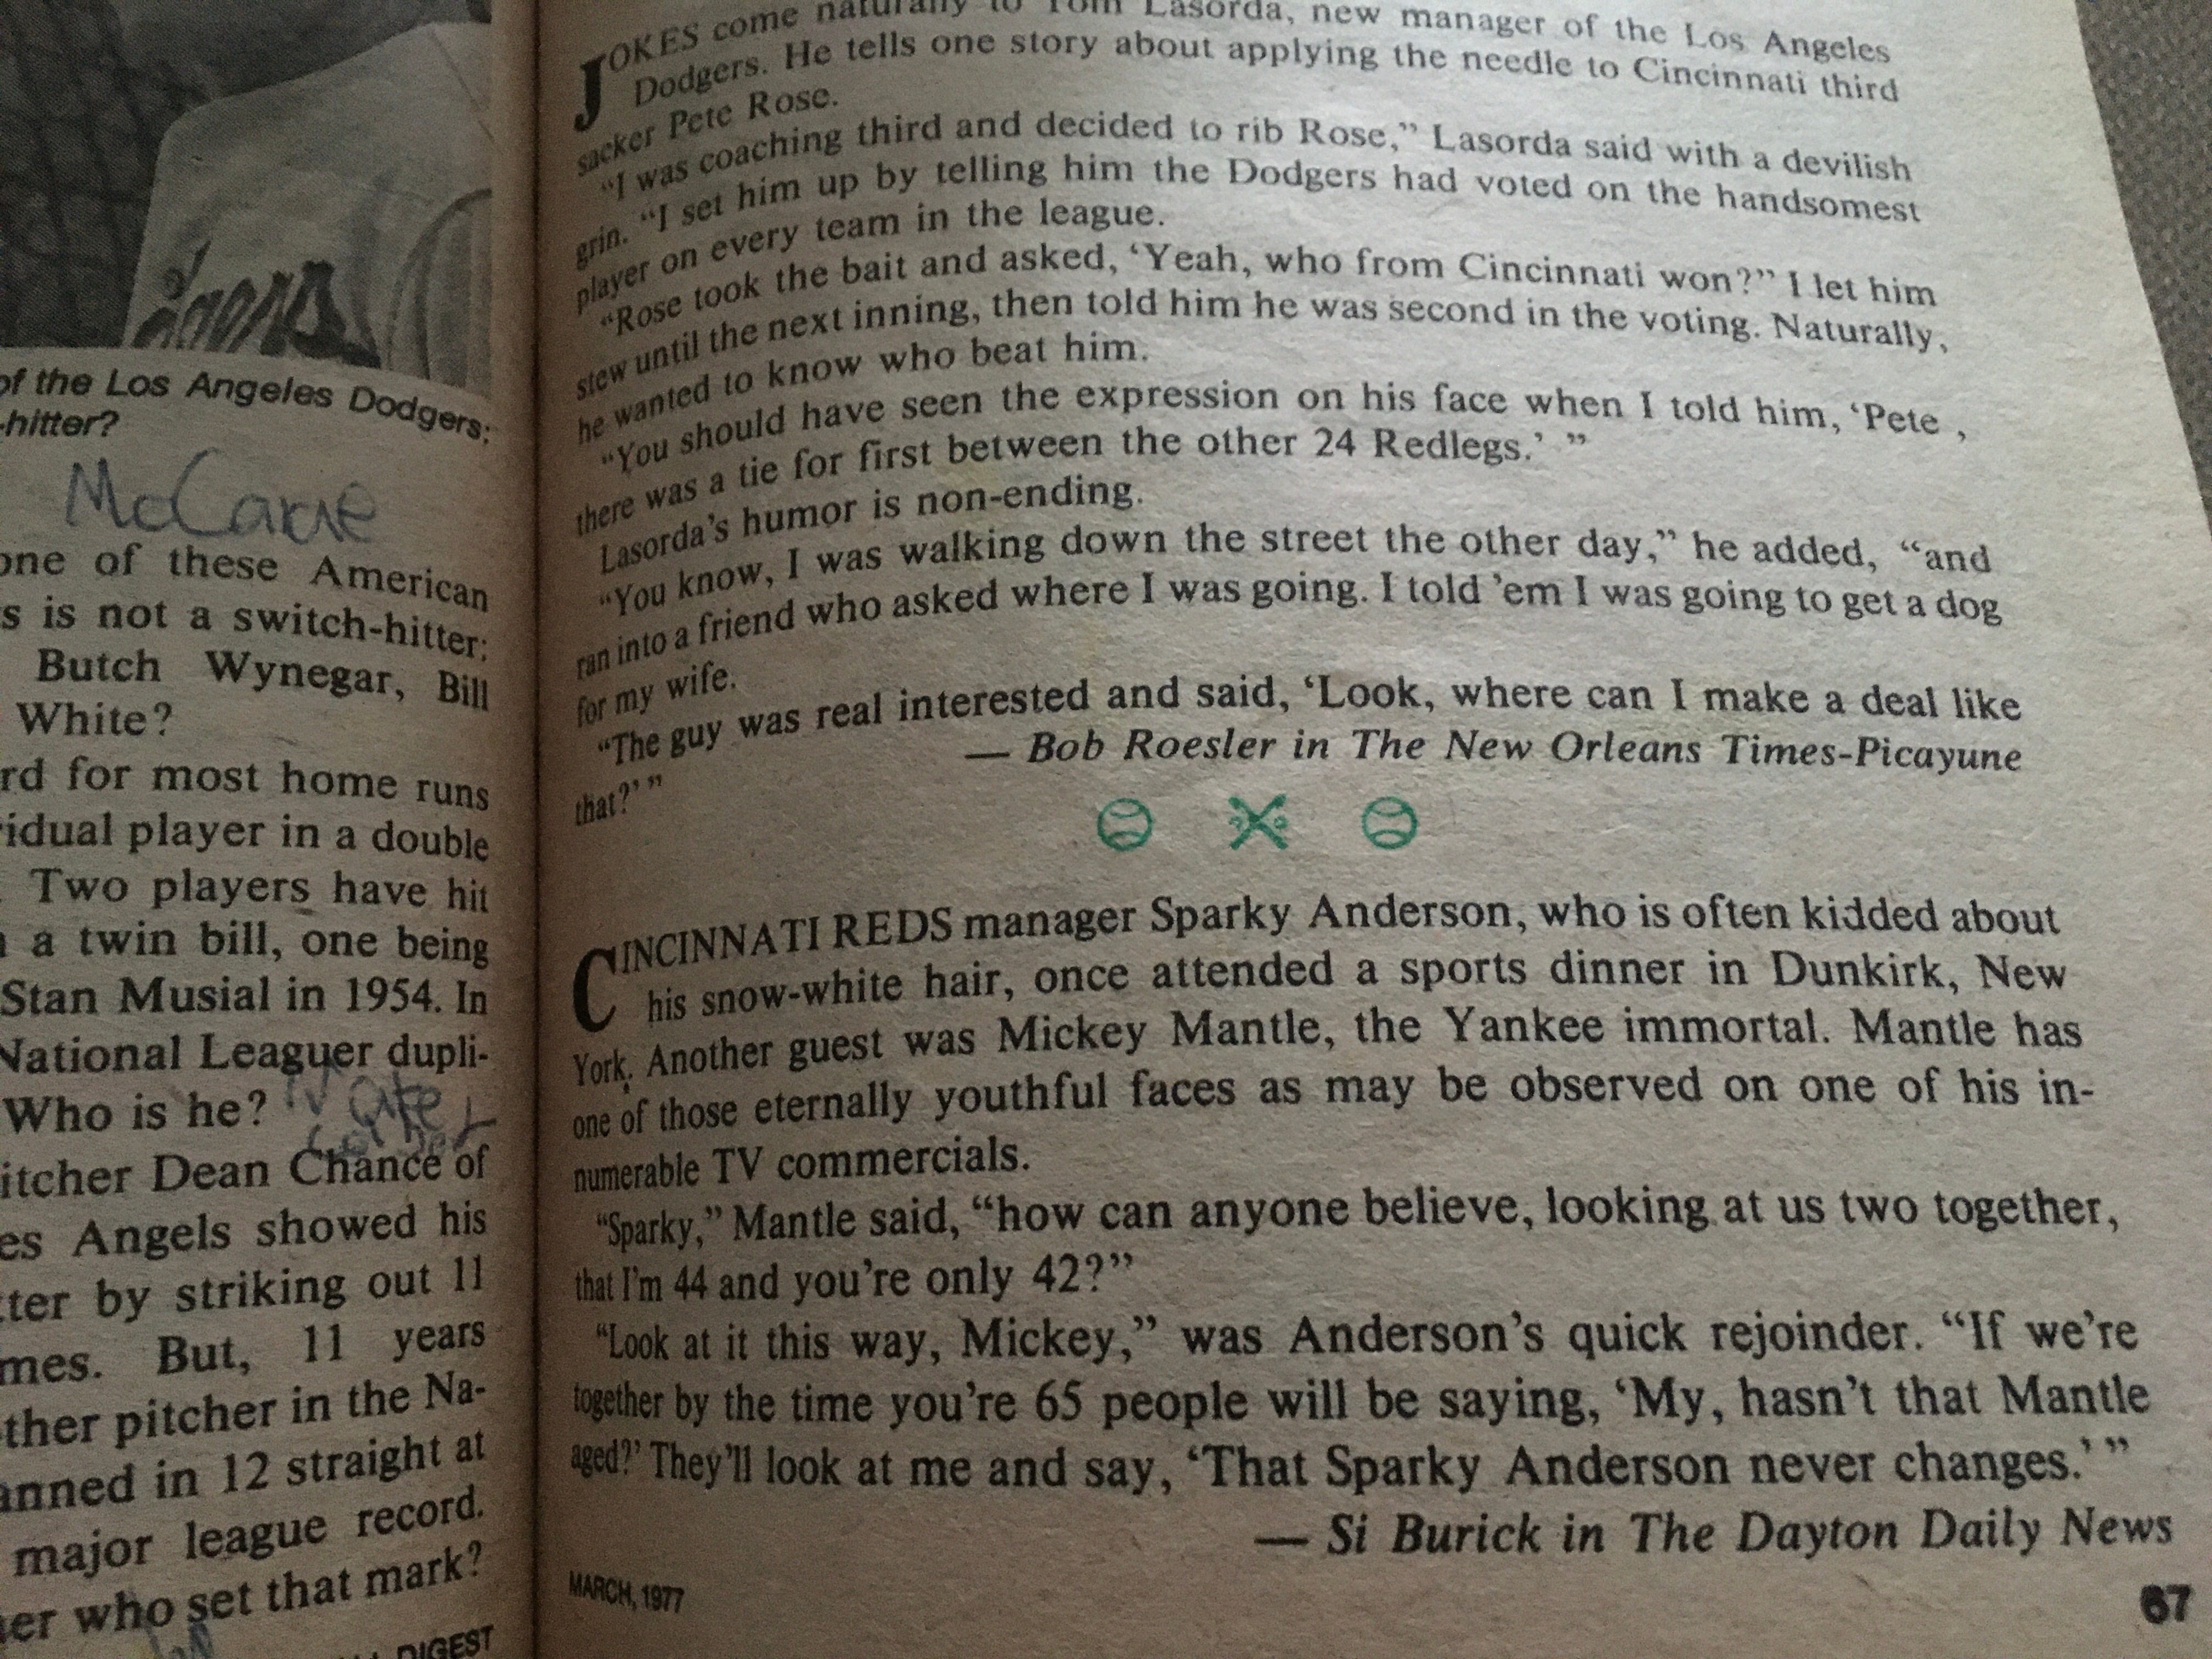 of the Los Angeles Dodgers;
-hitter?
one of these American
s is not a switch-hitter:
Butch Wynegar, Bill
White?
rd for most home runs
idual player in a double
Two players have hit
a twin bill, one being
Stan Musial in 1954. In
National Leaguer dupli-
Who is he? Nate
Colbert
itcher Dean Chance of
es Angels showed his
ter by striking out 11
mes. But, 11 years
ther pitcher in the Na-
anned in 12 straight at
major league record.
er who set that mark?
DIGEST
JOKES come naturally to Tom Lasorda, new manager of the Los Angeles
Dodgers. He tells one story about applying the needle to Cincinnati third
sacker Pete Rose.
“I was coaching third and decided to rib Rose,” Lasorda said with a devilish
grin. “I set him up by telling him the Dodgers had voted on the handsomest
player on every team in the league.
“Rose took the bait and asked, ‘Yeah, who from Cincinnati won?” I let him
stew until the next inning, then told him he was second in the voting. Naturally,
he wanted to know who beat him.
“You should have seen the expression on his face when I told him, ‘Pete ,
there was a tie for first between the other 24 Redlegs.’ ”
Lasorda’s humor is non-ending.
“You know, I was walking down the street the other day,” he added, “and
ran into a friend who asked where I was going. I told ’em I was going to get a dog
for my wife.
“The guy was real interested and said, ‘Look, where can I make a deal like
that?’ ”
— Bob Roesler in The New Orleans Times-Picayune
CINCINNATI REDS manager Sparky Anderson, who is often kidded about
his snow-white hair, once attended a sports dinner in Dunkirk, New
York. Another guest was Mickey Mantle, the Yankee immortal. Mantle has
one of those eternally youthful faces as may be observed on one of his in-
numerable TV commercials.
“Sparky,” Mantle said, “how can anyone believe, looking at us two together,
that I’m 44 and you’re only 42?”
“Look at it this way, Mickey,” was Anderson’s quick rejoinder. “If we’re
together by the time you’re 65 people will be saying, ‘My, hasn’t that Mantle
aged?’ They’ll look at me and say, ‘That Sparky Anderson never changes.’ ”
— Si Burick in The Dayton Daily News
MARCH, 1977
67